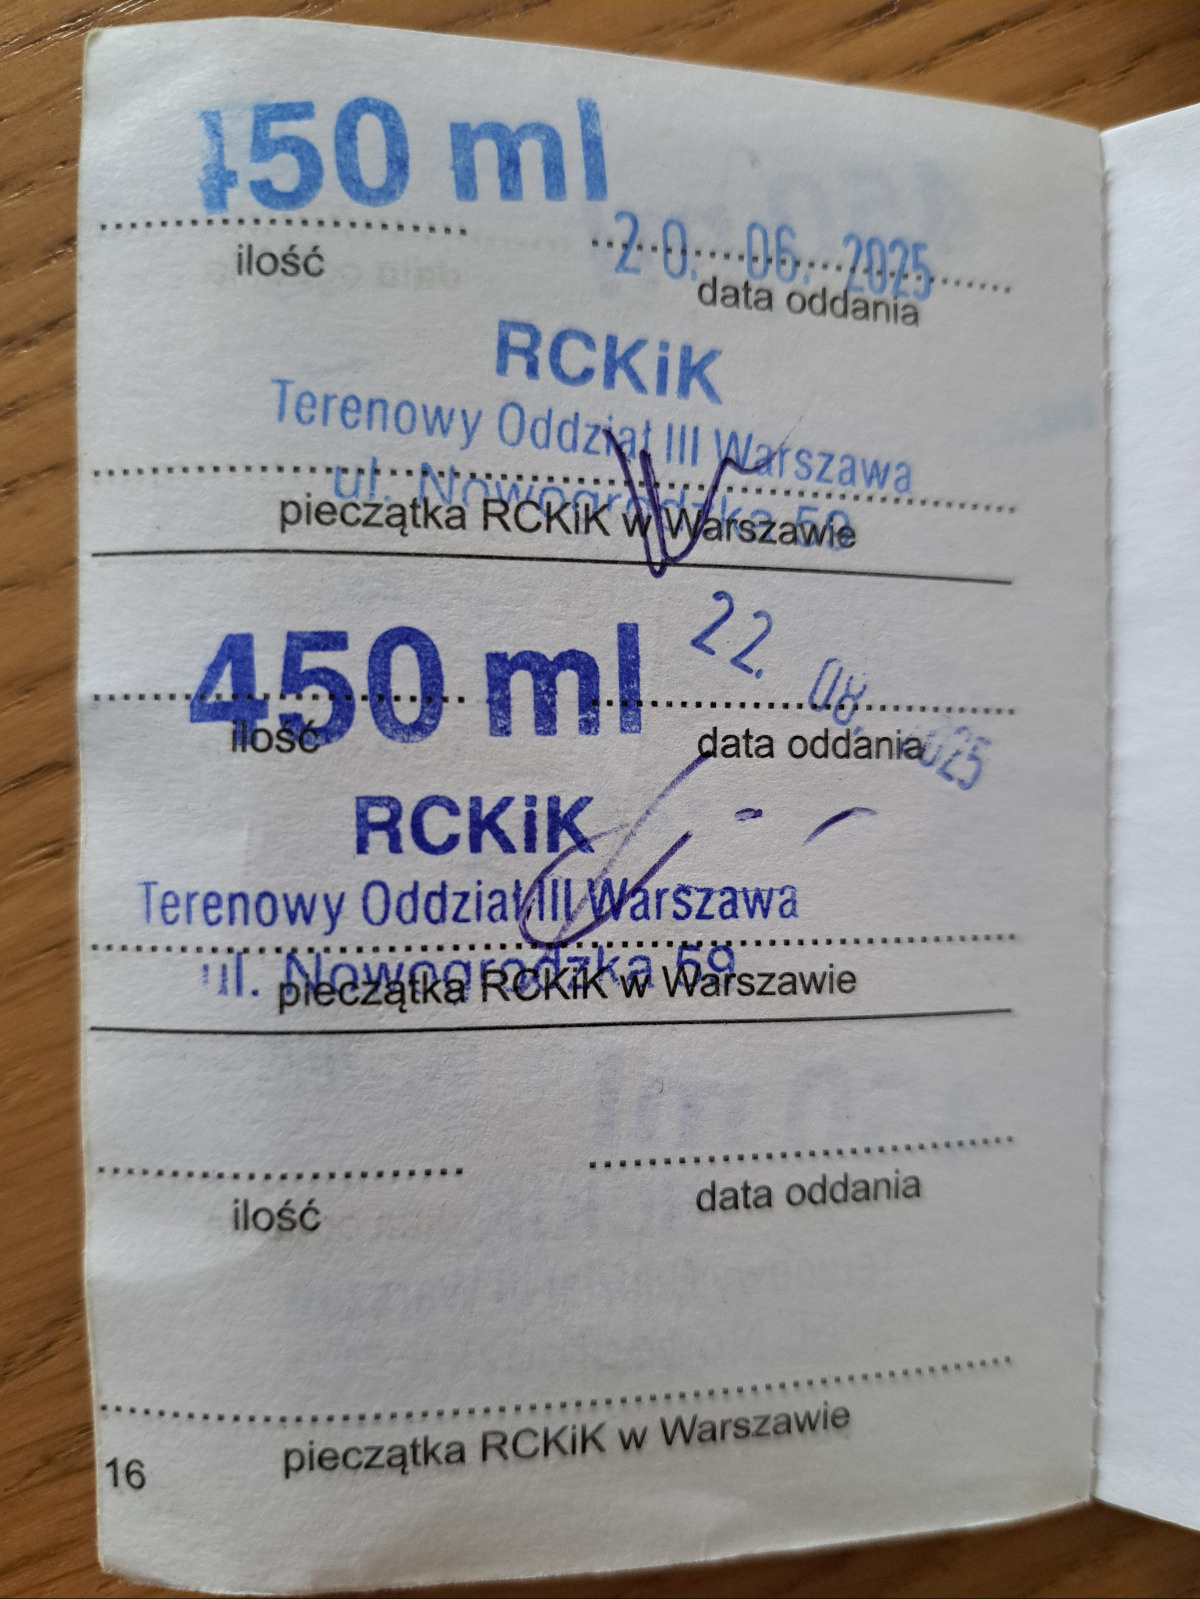 450 ml
20. 06. 2025
ilość
data oddania
RCKiK
Terenowy Oddział III Warszawa
ul. Nowogrodzka 59
pieczątka RCKiK w Warszawie
450 ml
22. 08. 2025
ilość
data oddania
RCKiK
Terenowy Oddział III Warszawa
ul. Nowogrodzka 59
pieczątka RCKiK w Warszawie
ilość
data oddania
pieczątka RCKiK w Warszawie
16